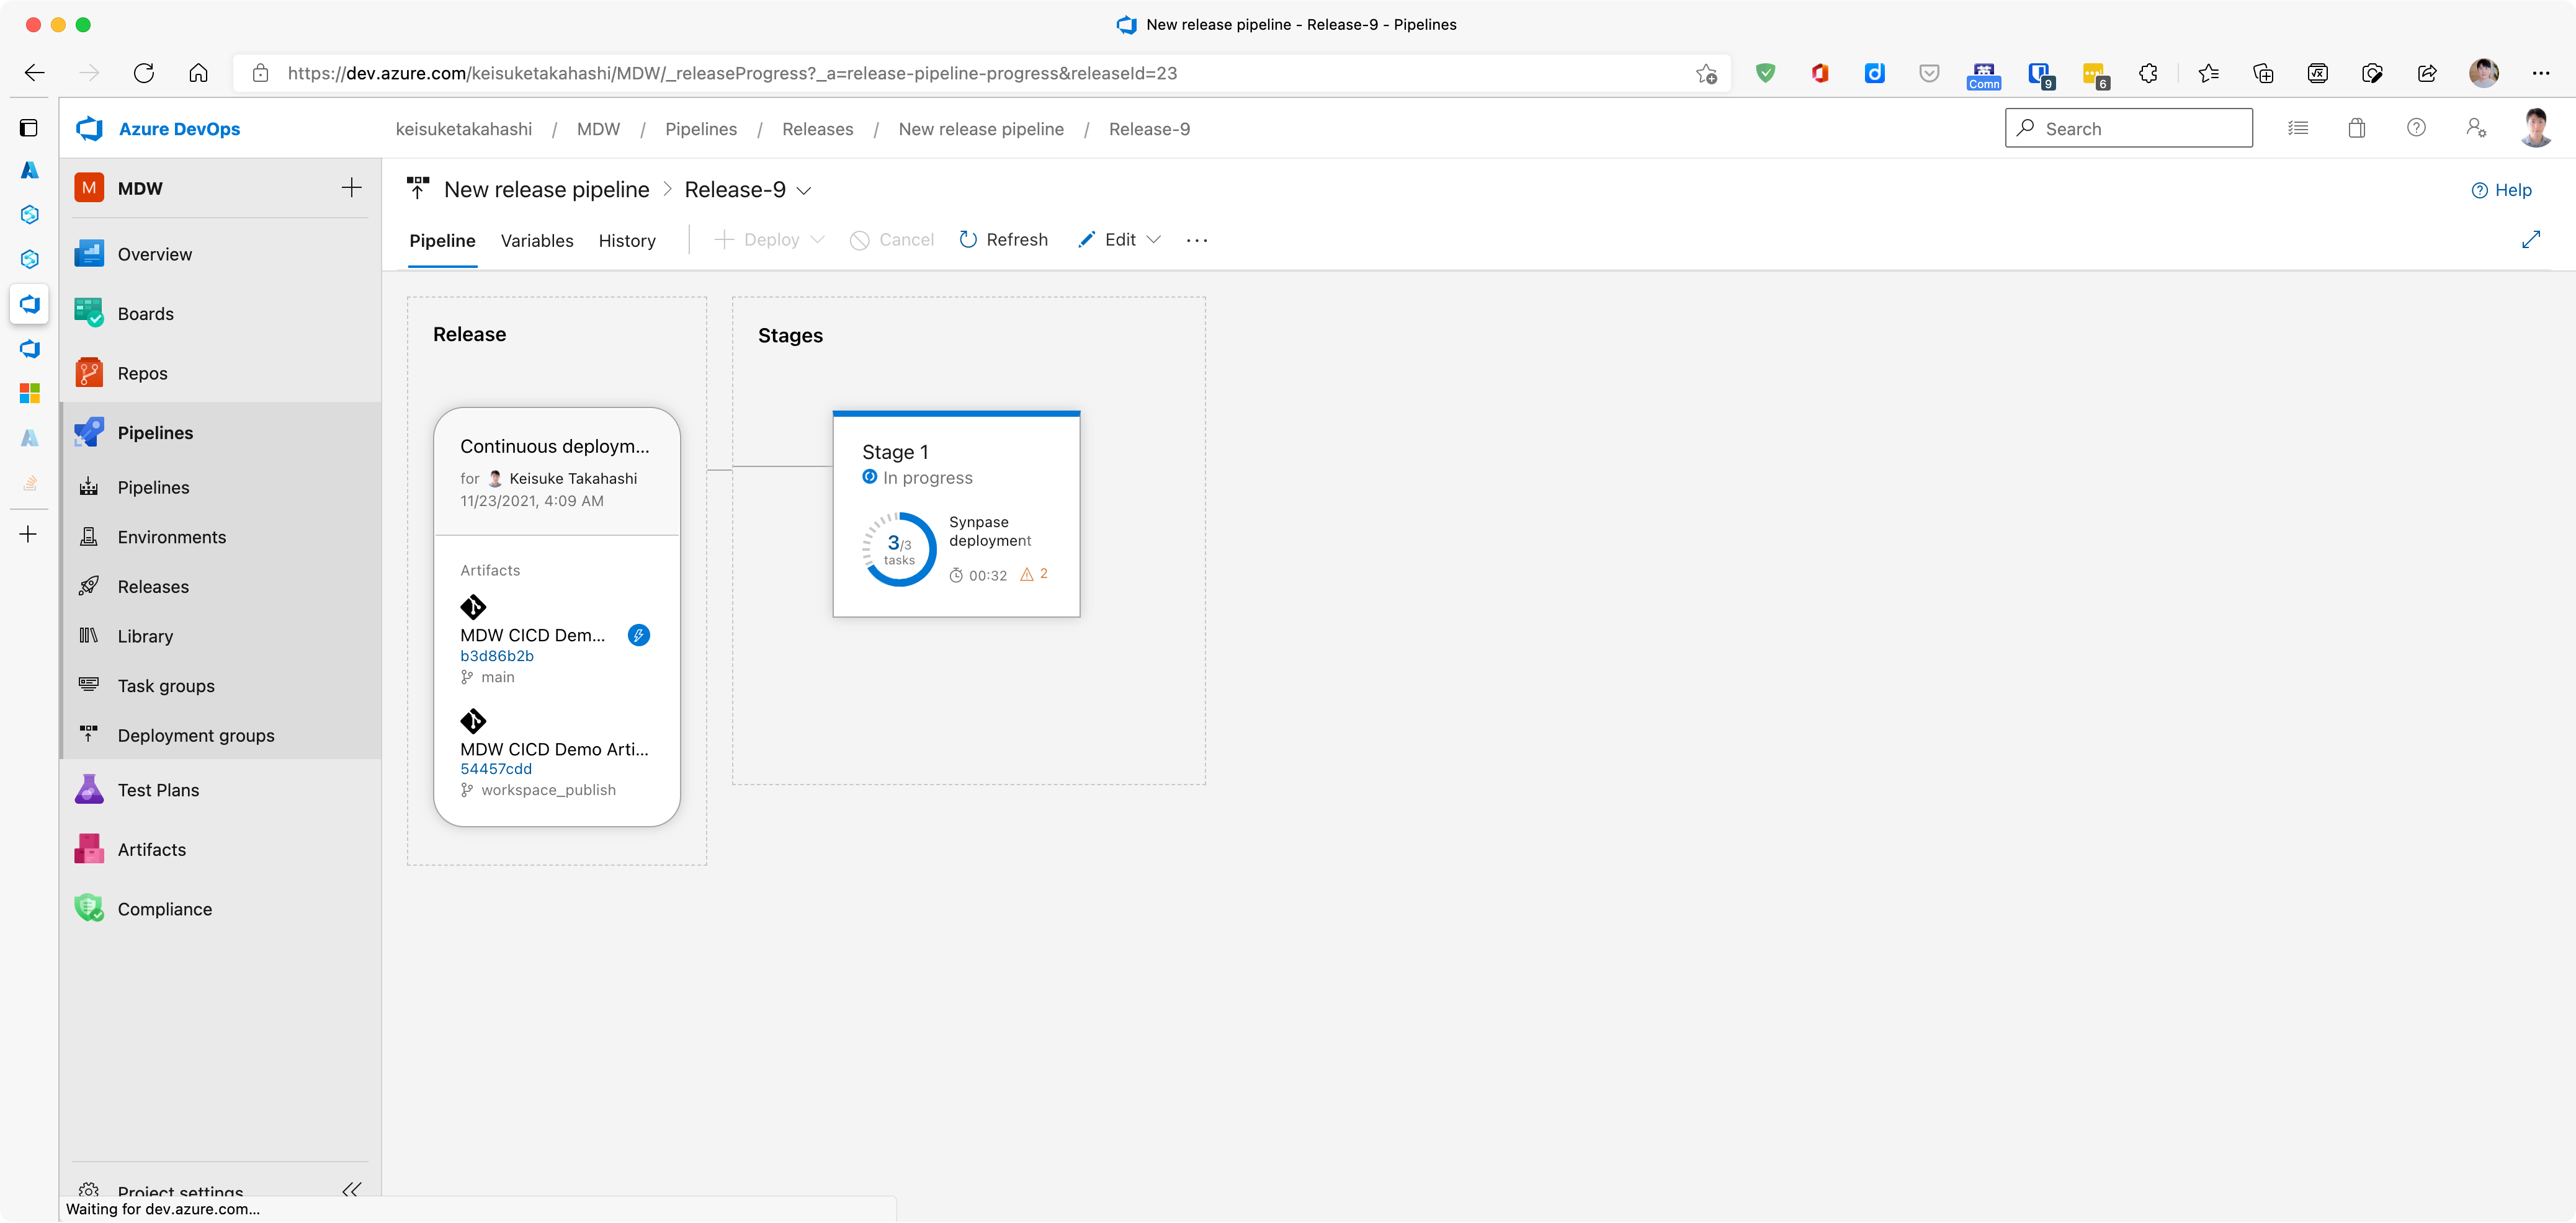 New release pipeline - Release-9 - Pipelines
https://dev.azure.com/keisuketakahashi/MDW/_releaseProgress?_a=release-pipeline-progress&releaseId=23
Comn
9
6
Azure DevOps
keisuketakahashi / MDW / Pipelines / Releases / New release pipeline / Release-9
Search
M MDW
New release pipeline > Release-9
Help
Pipeline Variables History Deploy Cancel Refresh Edit
Overview
Boards
Repos
Pipelines
Pipelines
Environments
Releases
Library
Task groups
Deployment groups
Test Plans
Artifacts
Compliance
Project settings
Release
Continuous deploym...
for Keisuke Takahashi
11/23/2021, 4:09 AM
Artifacts
MDW CICD Dem...
b3d86b2b
main
MDW CICD Demo Arti...
54457cdd
workspace_publish
Stages
Stage 1
In progress
3/3
tasks
Synpase
deployment
00:32 2
Waiting for dev.azure.com...